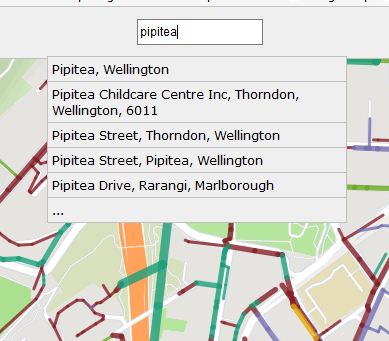 pipitea
Pipitea, Wellington
Pipitea Childcare Centre Inc, Thorndon,
Wellington, 6011
Pipitea Street, Thorndon, Wellington
Pipitea Street, Pipitea, Wellington
Pipitea Drive, Rarangi, Marlborough
...